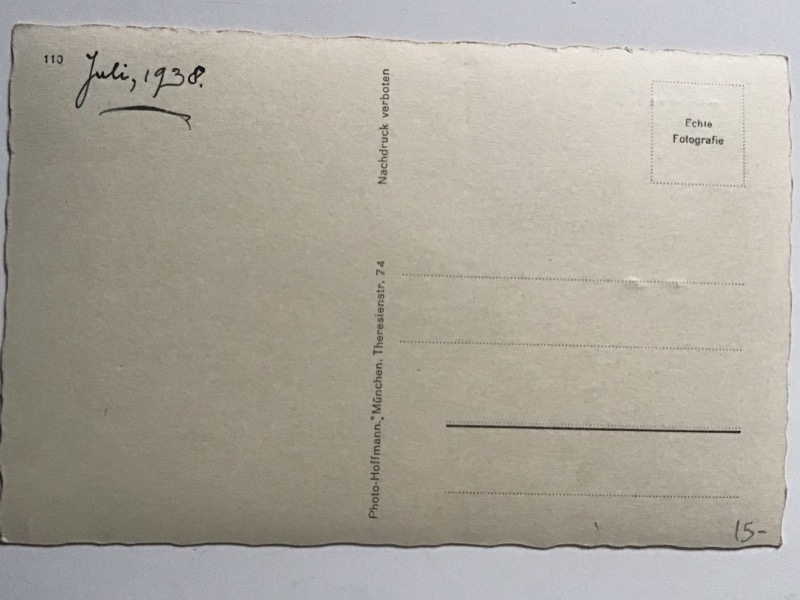 110
Juli, 1938.
Nachdruck verboten
Photo-Hoffmann, München, Theresienstr. 74
Echte
Fotografie
15-